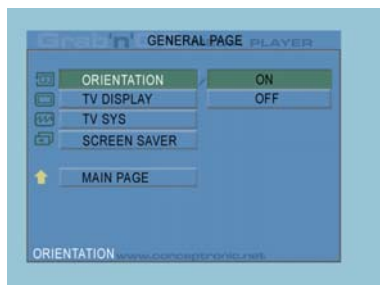 GENERAL PAGE
PLAYER
ORIENTATION ON
TV DISPLAY OFF
TV SYS
SCREEN SAVER
MAIN PAGE
ORIENTATION www.conceptronic.net